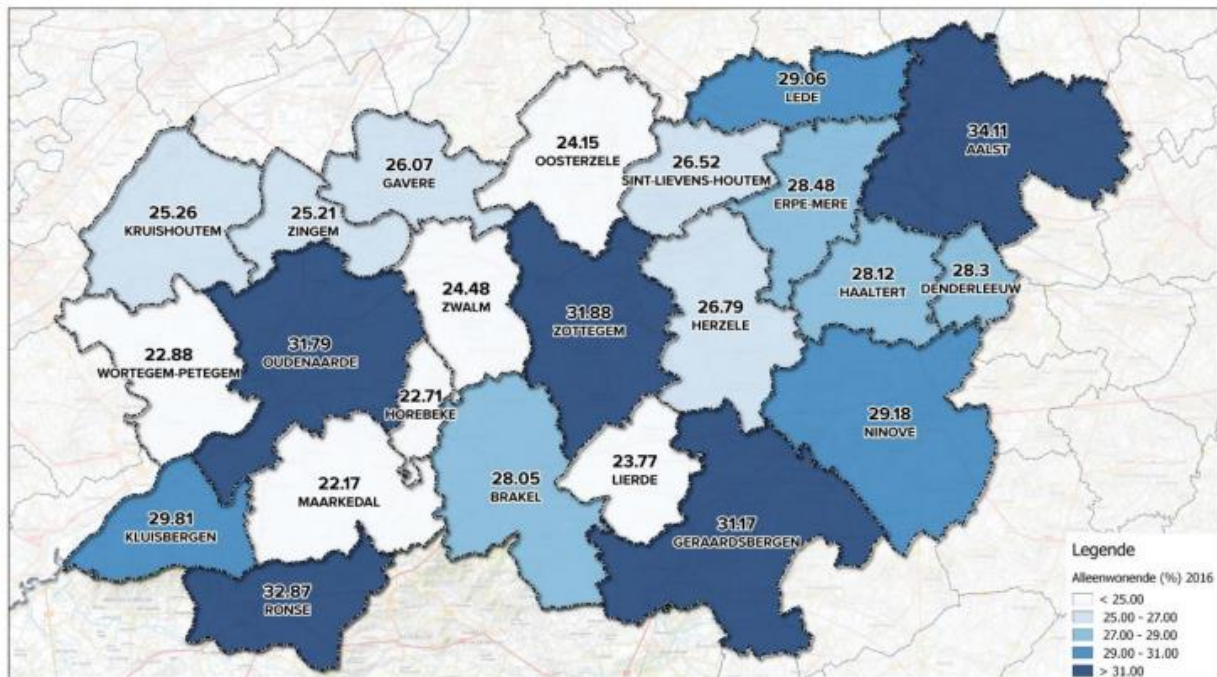 29.06
LEDE
34.11
AALST
24.15
OOSTERZELE
26.07
GAVERE
26.52
SINT-LIEVENS-HOUTEM
28.48
ERPE-MERE
25.26
KRUISHOUTEM
25.21
ZINGEM
28.12
HAALTERT
28.3
DENDERLEEUW
24.48
ZWALM
31.88
ZOTTEGEM
26.79
HERZELE
31.79
OUDENAARDE
22.88
WORTEGEM-PETEGEM
22.71
HOREBEKE
29.18
NINOVE
23.77
LIERDE
28.05
BRAKEL
22.17
MAARKEDAL
29.81
KLUISBERGEN
31.17
GERAARDSBERGEN
32.87
RONSE
Legende
Alleenwonende (%) 2016
< 25.00
25.00 - 27.00
27.00 - 29.00
29.00 - 31.00
> 31.00